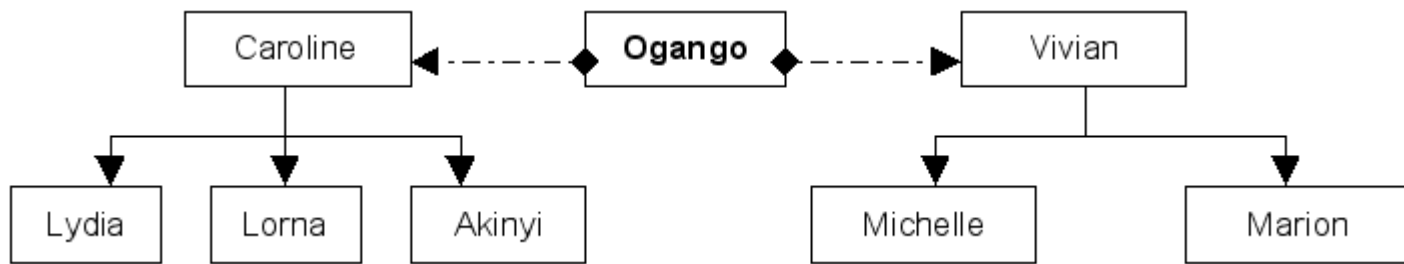 Caroline
Ogango
Vivian
Lydia
Lorna
Akinyi
Michelle
Marion